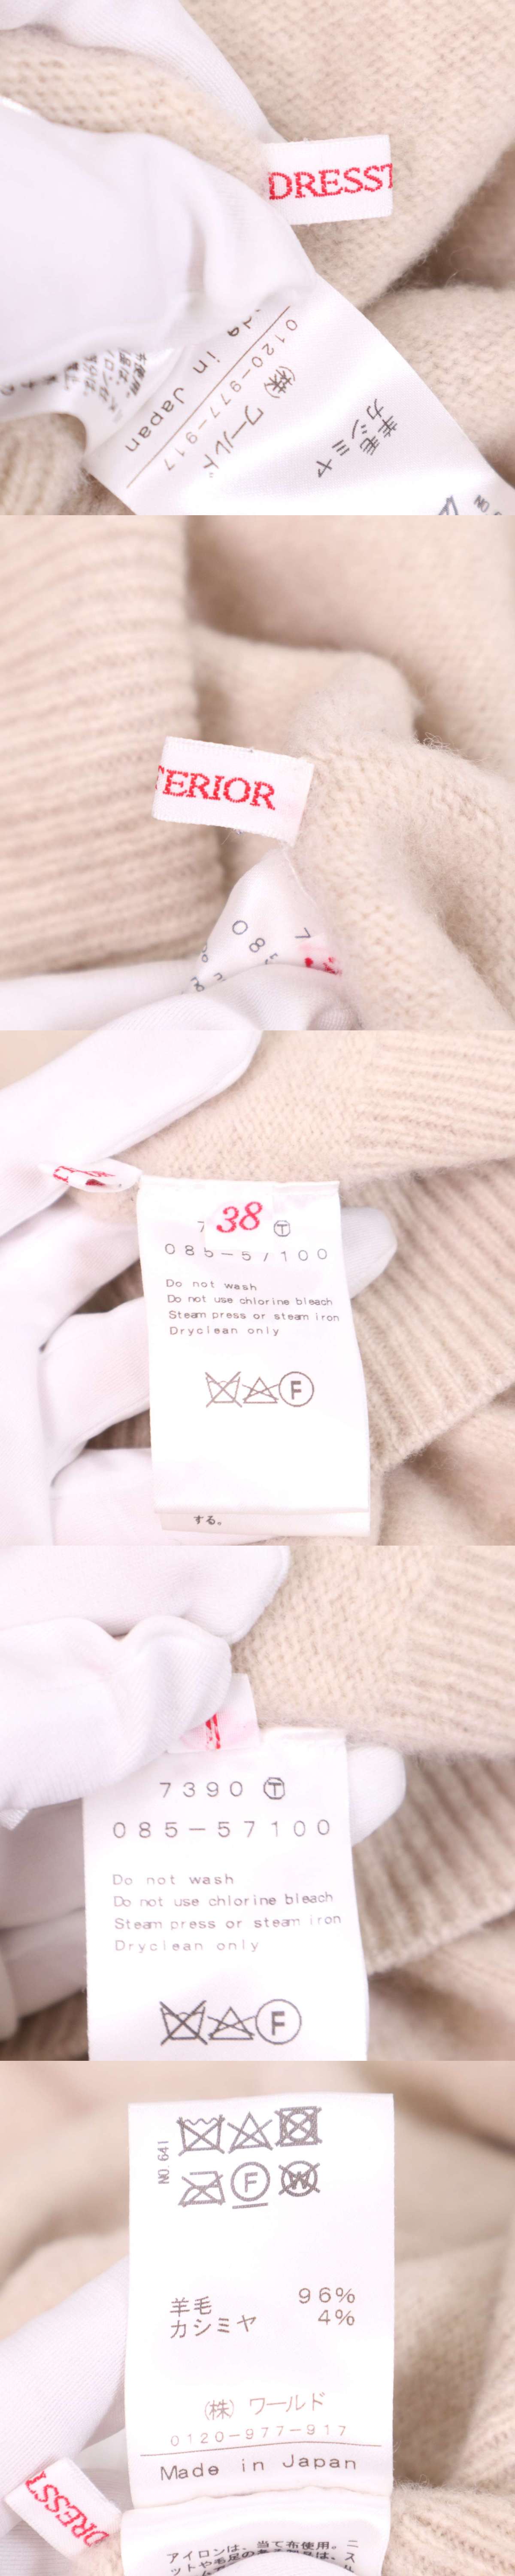 DRESST
in Japan
0120-977-917
(株) ワールド
羊毛
カシミヤ
TERIOR
38
085-57100
Do not wash
Do not use chlorine bleach
Steam press or steam iron
Dryclean only
F
する。
7390 T
085-57100
Do not wash
Do not use chlorine bleach
Steam press or steam iron
Dryclean only
F
NO.641
F
W
羊毛 96%
カシミヤ 4%
(株) ワールド
0120-977-917
Made in Japan
DRESST
アイロンは、当て布使用。ニ